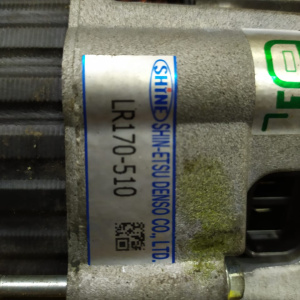 SHIN
SHIN-ETSU DENSO CO., LTD.
LR170-510